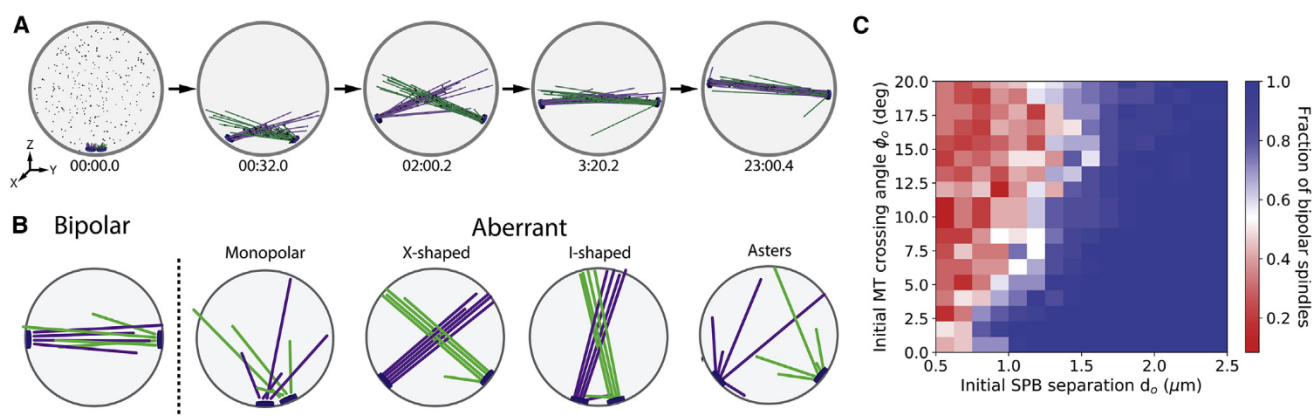 A
Z
Y
X
00:00.0
00:32.0
02:00.2
3:20.2
23:00.4
B
Bipolar
Aberrant
Monopolar
X-shaped
I-shaped
Asters
C
Initial MT crossing angle ϕₒ (deg)
20.0
17.5
15.0
12.5
10.0
7.5
5.0
2.5
0.0
0.5 1.0 1.5 2.0 2.5
Initial SPB separation dₒ (μm)
1.0
0.8
0.6
0.4
0.2
Fraction of bipolar spindles